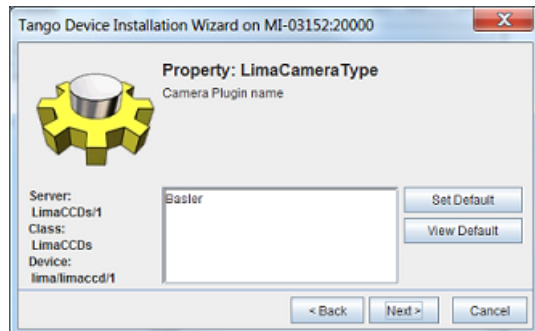 Tango Device Installation Wizard on MI-03152:20000
X
Property: LimaCameraType
Camera Plugin name
Server:
LimaCCDs/1
Class:
LimaCCDs
Device:
lima/limaccd/1
Basler
Set Default
View Default
< Back
Next >
Cancel